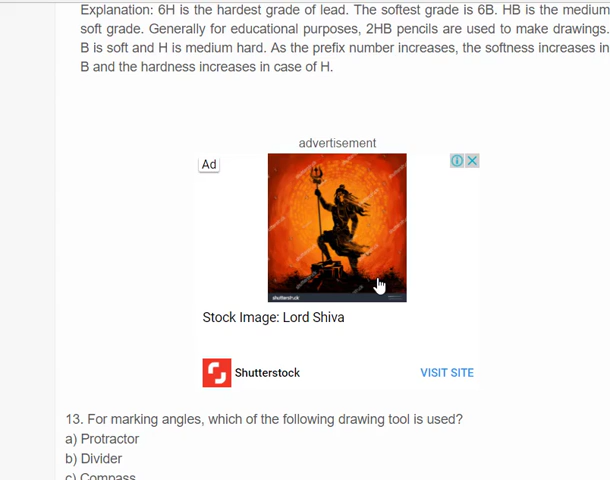 Explanation: 6H is the hardest grade of lead. The softest grade is 6B. HB is the medium
soft grade. Generally for educational purposes, 2HB pencils are used to make drawings.
B is soft and H is medium hard. As the prefix number increases, the softness increases in
B and the hardness increases in case of H.
advertisement
Ad
shutterstock
Stock Image: Lord Shiva
Shutterstock
VISIT SITE
13. For marking angles, which of the following drawing tool is used?
a) Protractor
b) Divider
c) Compass